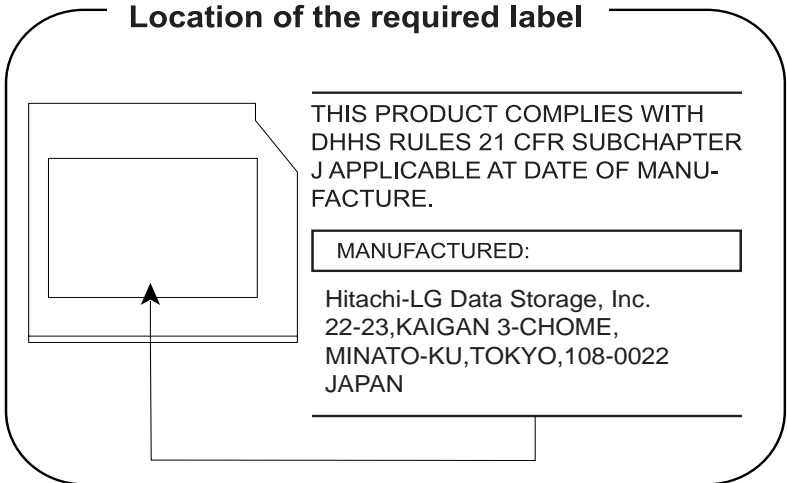 Location of the required label
THIS PRODUCT COMPLIES WITH
DHHS RULES 21 CFR SUBCHAPTER
J APPLICABLE AT DATE OF MANU-
FACTURE.
MANUFACTURED:
Hitachi-LG Data Storage, Inc.
22-23,KAIGAN 3-CHOME,
MINATO-KU,TOKYO,108-0022
JAPAN